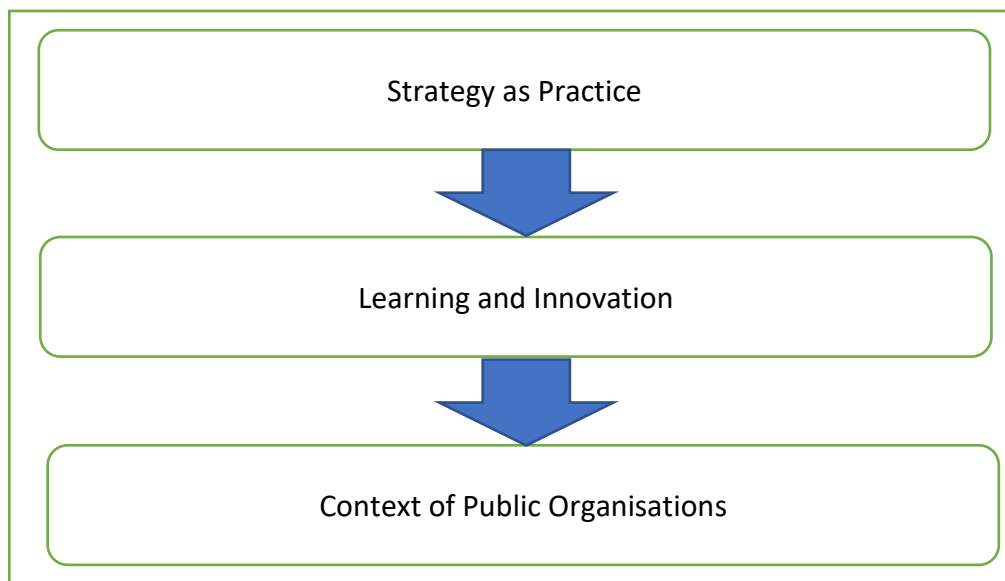 Strategy as Practice
Learning and Innovation
Context of Public Organisations